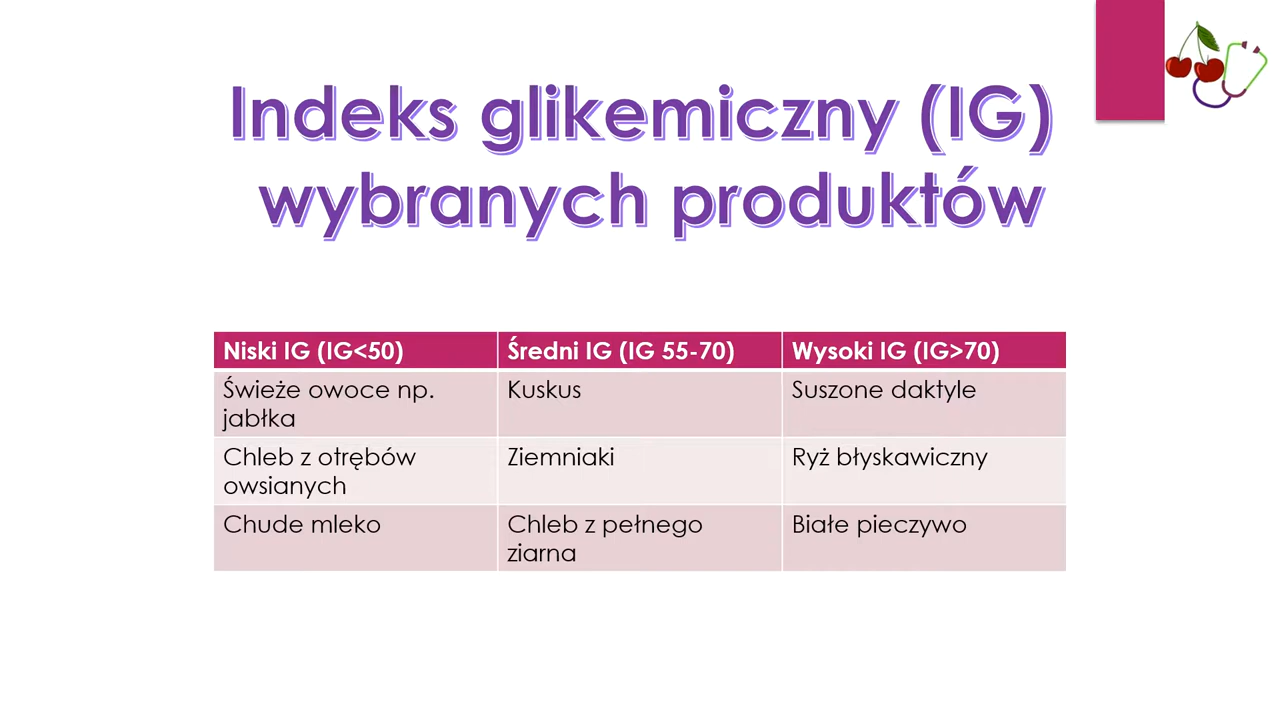 Indeks glikemiczny (IG)
wybranych produktów
Niski IG (IG<50)
Średni IG (IG 55-70)
Wysoki IG (IG>70)
Świeże owoce np.
jabłka
Kuskus
Suszone daktyle
Chleb z otrębów
owsianych
Ziemniaki
Ryż błyskawiczny
Chude mleko
Chleb z pełnego
ziarna
Białe pieczywo